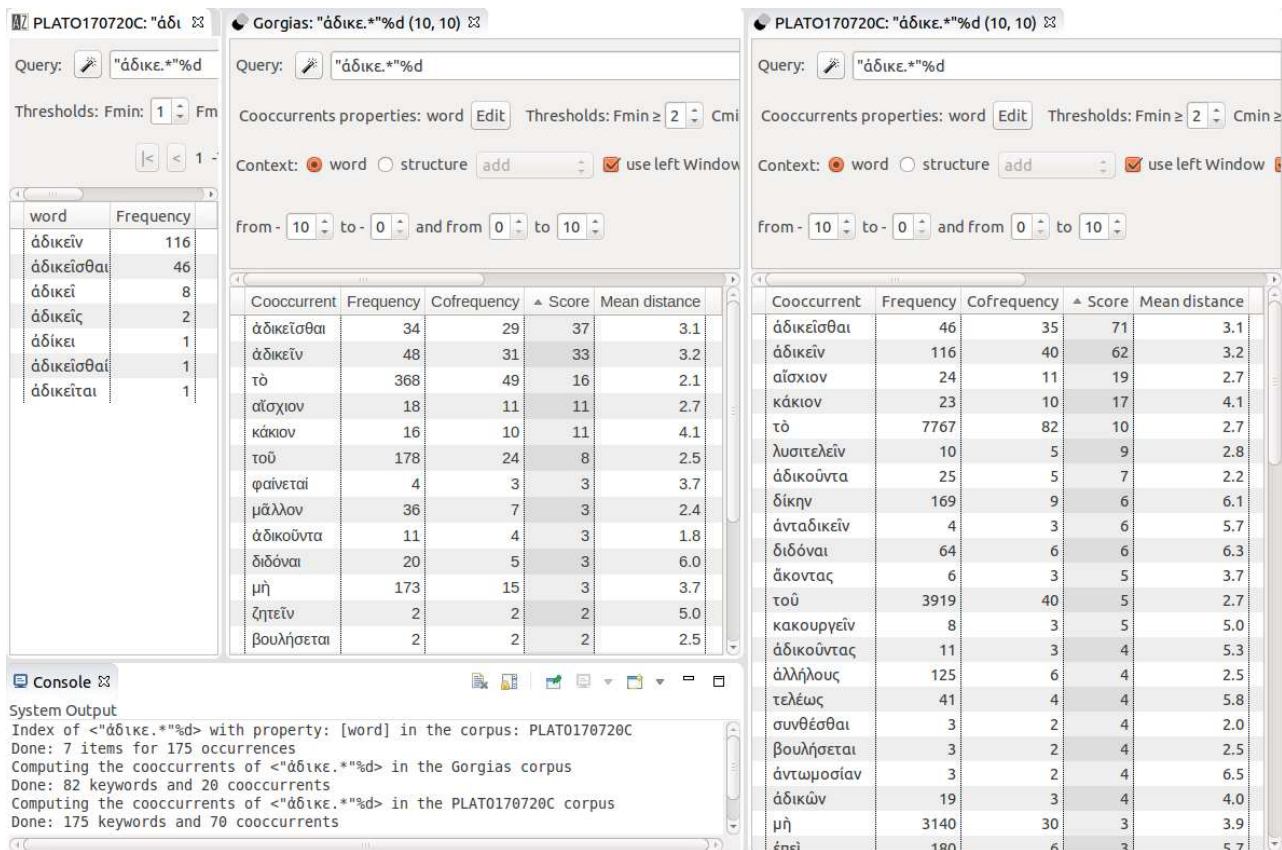 PLATO170720C: "ἀδι
Query: "ἀδικε.*"%d
Thresholds: Fmin: 1 Fm
1 -
word Frequency
ἀδικεῖν 116
ἀδικεῖσθαι 46
ἀδικεῖ 8
ἀδικεῖς 2
ἀδίκει 1
ἀδικεῖσθαί 1
ἀδικεῖται 1
Gorgias: "ἀδικε.*"%d (10, 10)
Query: "ἀδικε.*"%d
Cooccurrents properties: word Edit Thresholds: Fmin ≥ 2 Cmi
Context: word structure add use left Window
from - 10 to - 0 and from 0 to 10
Cooccurrent Frequency Cofrequency Score Mean distance
ἀδικεῖσθαι 34 29 37 3.1
ἀδικεῖν 48 31 33 3.2
τὸ 368 49 16 2.1
αἴσχιον 18 11 11 2.7
κάκιον 16 10 11 4.1
τοῦ 178 24 8 2.5
φαίνεταί 4 3 3 3.7
μᾶλλον 36 7 3 2.4
ἀδικοῦντα 11 4 3 1.8
διδόναι 20 5 3 6.0
μὴ 173 15 3 3.7
ζητεῖν 2 2 2 5.0
βουλήσεται 2 2 2 2.5
PLATO170720C: "ἀδικε.*"%d (10, 10)
Query: "ἀδικε.*"%d
Cooccurrents properties: word Edit Thresholds: Fmin ≥ 2 Cmin ≥
Context: word structure add use left Window
from - 10 to - 0 and from 0 to 10
Cooccurrent Frequency Cofrequency Score Mean distance
ἀδικεῖσθαι 46 35 71 3.1
ἀδικεῖν 116 40 62 3.2
αἴσχιον 24 11 19 2.7
κάκιον 23 10 17 4.1
τὸ 7767 82 10 2.7
λυσιτελεῖν 10 5 9 2.8
ἀδικοῦντα 25 5 7 2.2
δίκην 169 9 6 6.1
ἀνταδικεῖν 4 3 6 5.7
διδόναι 64 6 6 6.3
ἄκοντας 6 3 5 3.7
τοῦ 3919 40 5 2.7
κακουργεῖν 8 3 5 5.0
ἀδικοῦντας 11 3 4 5.3
ἀλλήλους 125 6 4 2.5
τελέως 41 4 4 5.8
συνθέσθαι 3 2 4 2.0
βουλήσεται 3 2 4 2.5
ἀντωμοσίαν 3 2 4 6.5
ἀδικῶν 19 3 4 4.0
μὴ 3140 30 3 3.9
ἐπεὶ 180 6 3 5.7
Console
System Output
Index of <"ἀδικε.*"%d> with property: [word] in the corpus: PLATO170720C
Done: 7 items for 175 occurrences
Computing the cooccurrents of <"ἀδικε.*"%d> in the Gorgias corpus
Done: 82 keywords and 20 cooccurrents
Computing the cooccurrents of <"ἀδικε.*"%d> in the PLATO170720C corpus
Done: 175 keywords and 70 cooccurrents